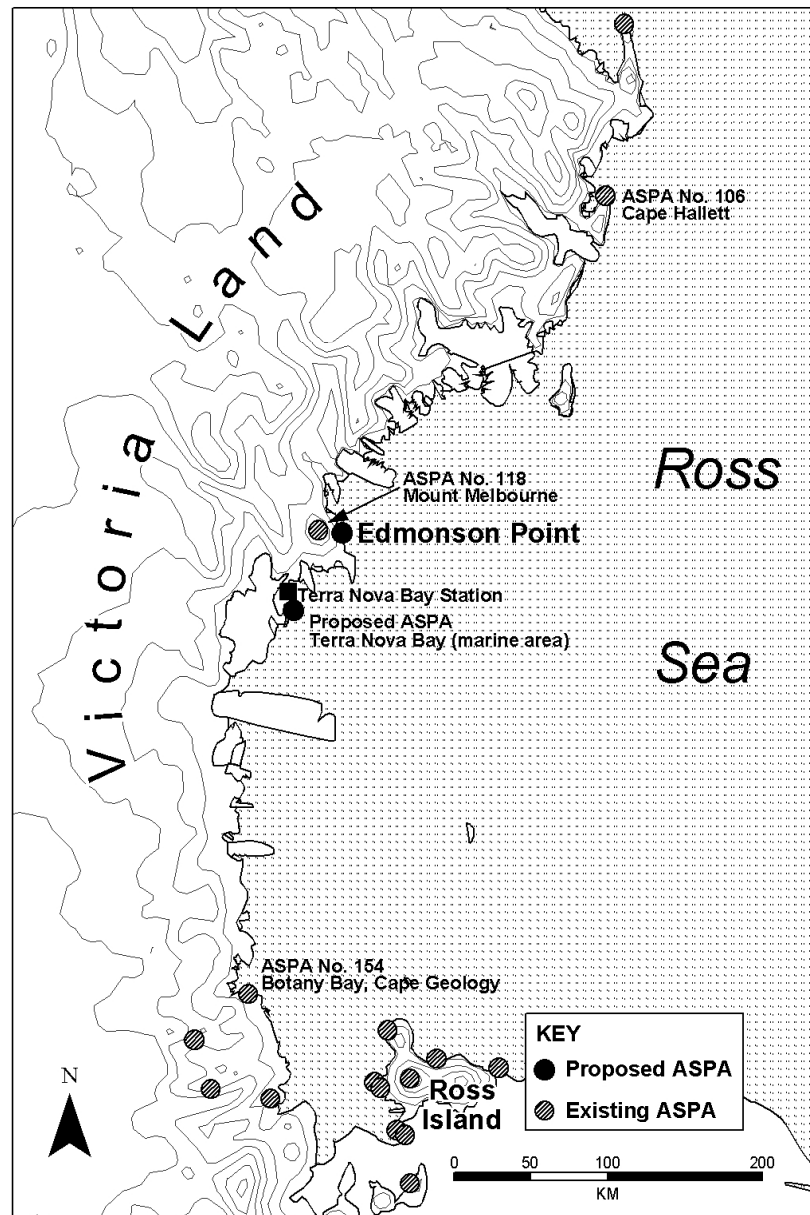 ASPA No. 106
Cape Hallett
Victoria Land
Ross
Sea
ASPA No. 118
Mount Melbourne
Edmonson Point
Terra Nova Bay Station
Proposed ASPA
Terra Nova Bay (marine area)
ASPA No. 154
Botany Bay, Cape Geology
Ross
Island
KEY
Proposed ASPA
Existing ASPA
N
0 50 100 200
KM